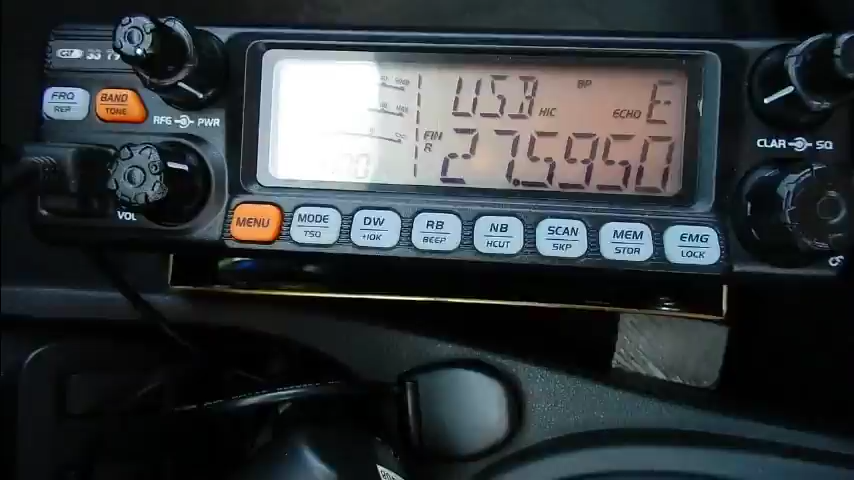 USB HIC BP ECHO E
FIN R 27.5950
FRQ
REP
BAND
TONE
RFG PWR
VOL
CLAR SQ
MENU
MODE
TSQ
DW
+10K
RB
BEEP
NB
HCUT
SCAN
SKP
MEM
STOR
EMG
LOCK